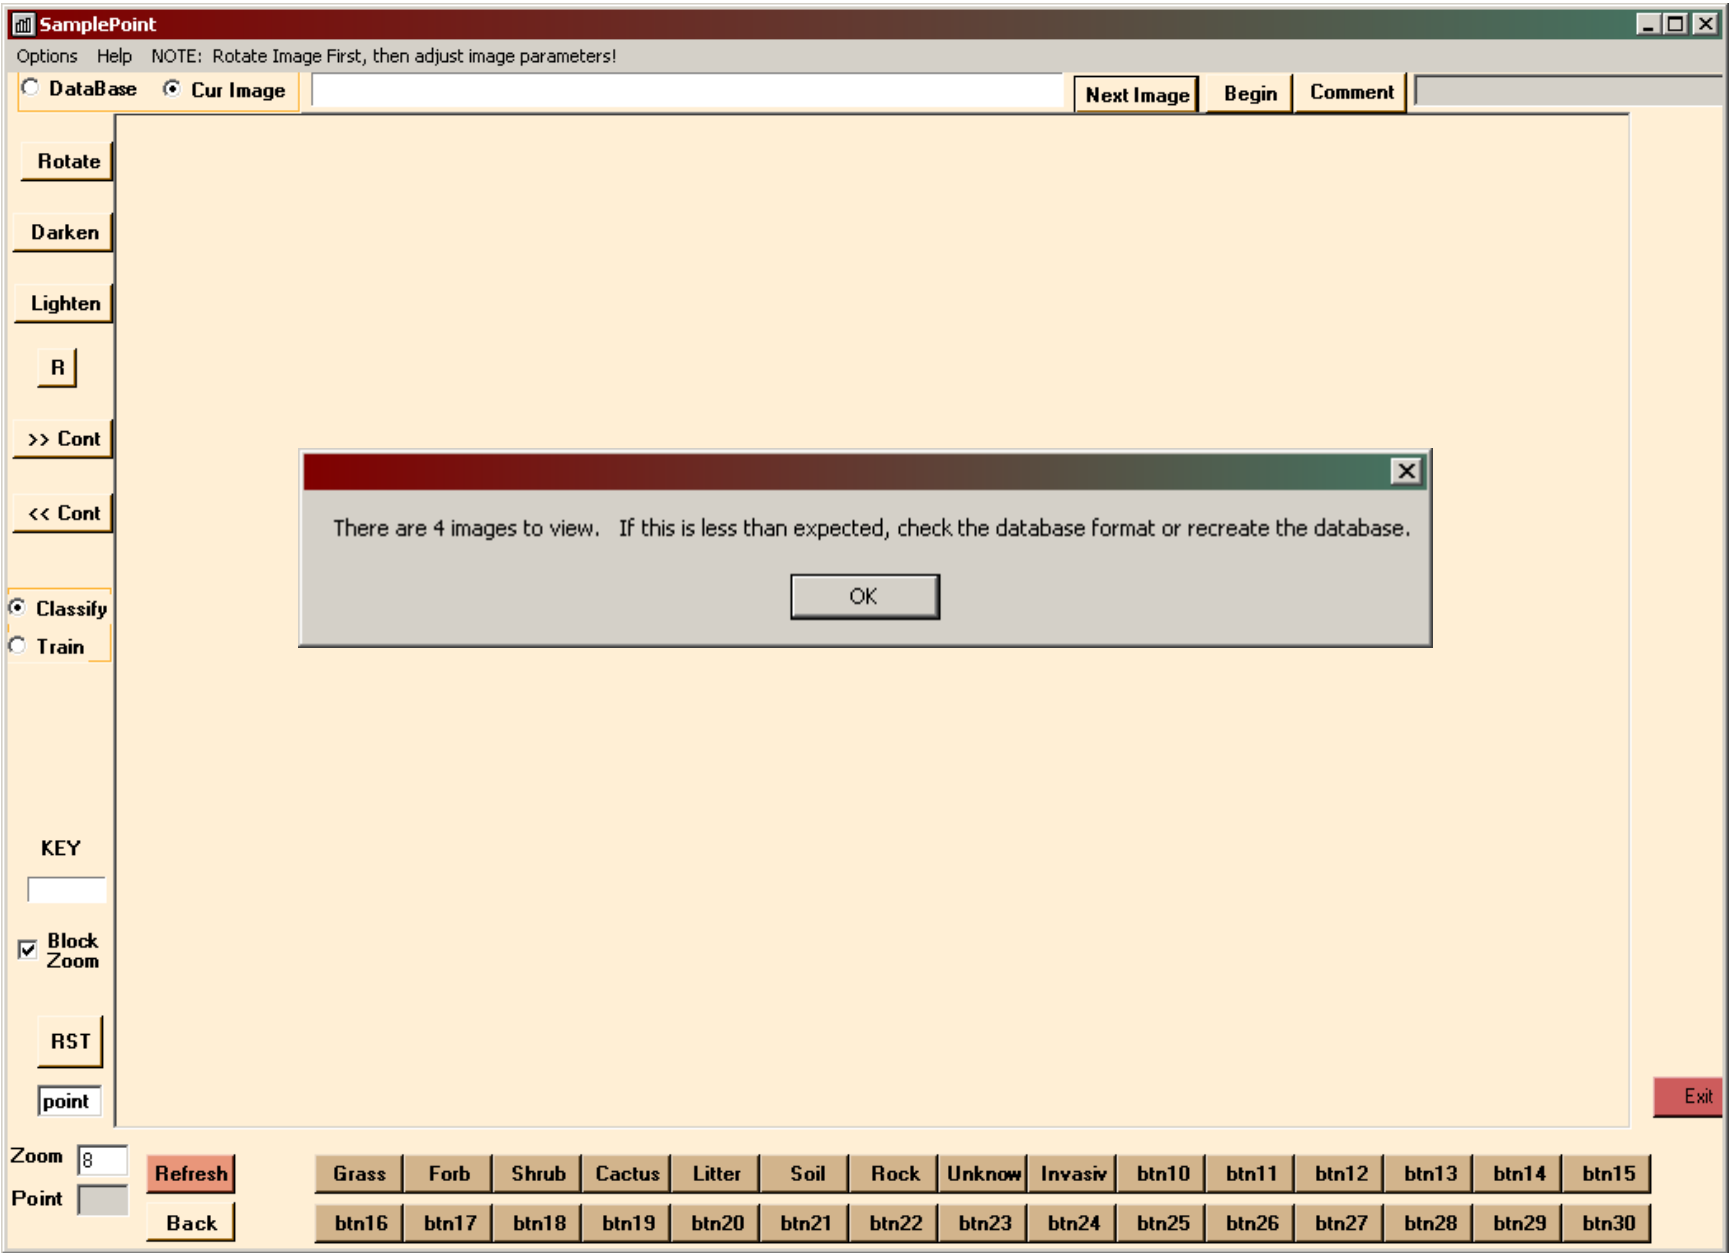 SamplePoint
Options Help NOTE: Rotate Image First, then adjust image parameters!
DataBase Cur Image Next Image Begin Comment
Rotate
Darken
Lighten
R
>> Cont
There are 4 images to view. If this is less than expected, check the database format or recreate the database.
<< Cont
OK
Classify
Train
KEY
Block
Zoom
RST
point
Exit
Zoom 8
Refresh Grass Forb Shrub Cactus Litter Soil Rock Unknow Invasiv btn10 btn11 btn12 btn13 btn14 btn15
Point
Back btn16 btn17 btn18 btn19 btn20 btn21 btn22 btn23 btn24 btn25 btn26 btn27 btn28 btn29 btn30